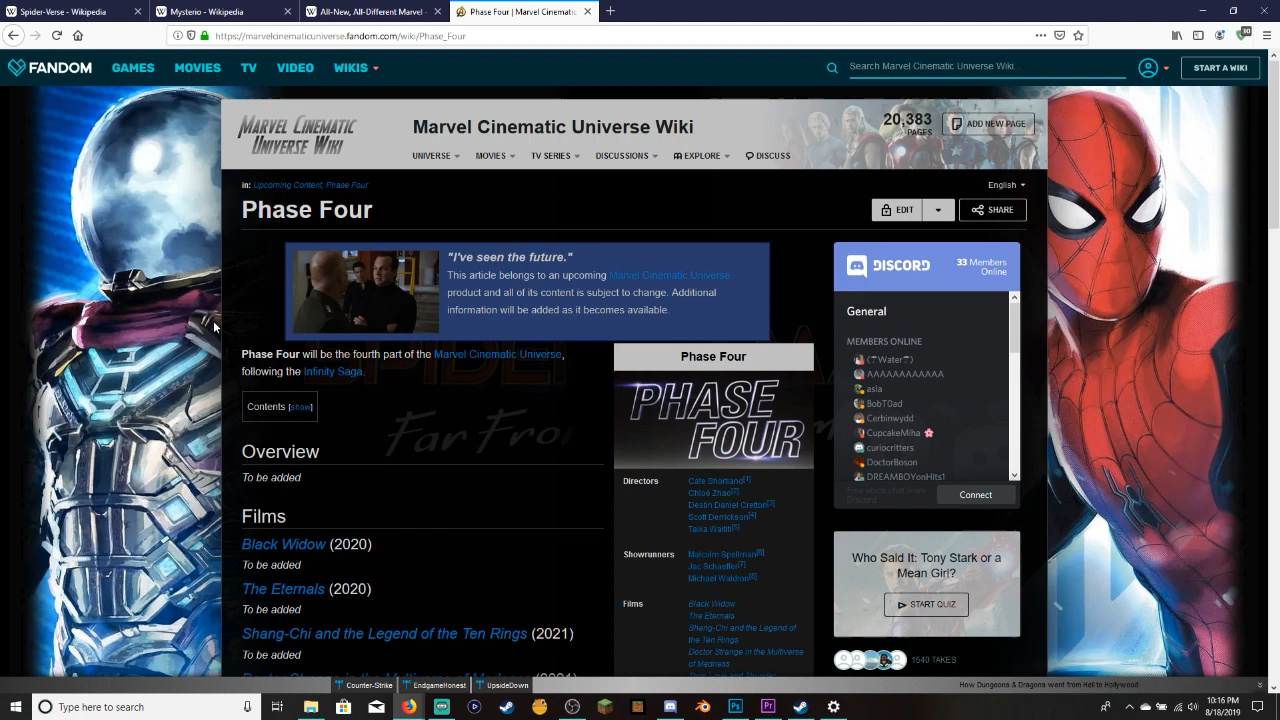 Spider-Verse - Wikipedia
Mysterio - Wikipedia
All-New, All-Different Marvel -
Phase Four | Marvel Cinematic
https://marvelcinematicuniverse.fandom.com/wiki/Phase_Four
FANDOM
GAMES
MOVIES
TV
VIDEO
WIKIS
Search Marvel Cinematic Universe Wiki...
START A WIKI
MARVEL CINEMATIC
UNIVERSE WIKI
Marvel Cinematic Universe Wiki
20,383
PAGES
ADD NEW PAGE
UNIVERSE
MOVIES
TV SERIES
DISCUSSIONS
EXPLORE
DISCUSS
in: Upcoming Content, Phase Four
English
Phase Four
EDIT
SHARE
"I've seen the future."
This article belongs to an upcoming Marvel Cinematic Universe
product and all of its content is subject to change. Additional
information will be added as it becomes available.
Phase Four will be the fourth part of the Marvel Cinematic Universe,
following the Infinity Saga.
Contents [show]
Overview
To be added
Films
Black Widow (2020)
To be added
The Eternals (2020)
To be added
Shang-Chi and the Legend of the Ten Rings (2021)
To be added
Phase Four
PHASE
FOUR
Directors
Cate Shortland[1]
Chloé Zhao[2]
Destin Daniel Cretton[3]
Scott Derrickson[4]
Taika Waititi[5]
Showrunners
Malcolm Spellman[6]
Jac Schaeffer[7]
Michael Waldron[8]
Films
Black Widow
The Eternals
Shang-Chi and the Legend of
the Ten Rings
Doctor Strange in the Multiverse
of Madness
Thor: Love and Thunder
DISCORD
33 Members
Online
General
MEMBERS ONLINE
(☂Water☂)
AAAAAAAAAAAA
asla
BobT0ad
Cerbinwydd
CupcakeMiha 🌸
curiocritters
DoctorBoson
DREAMBOYonHits1
Free voice chat from
Discord
Connect
Who Said It: Tony Stark or a
Mean Girl?
START QUIZ
1540 TAKES
Counter-Strike
EndgameHonest
UpsideDown
How Dungeons & Dragons went from Hell to Hollywood
Type here to search
10:16 PM
8/18/2019